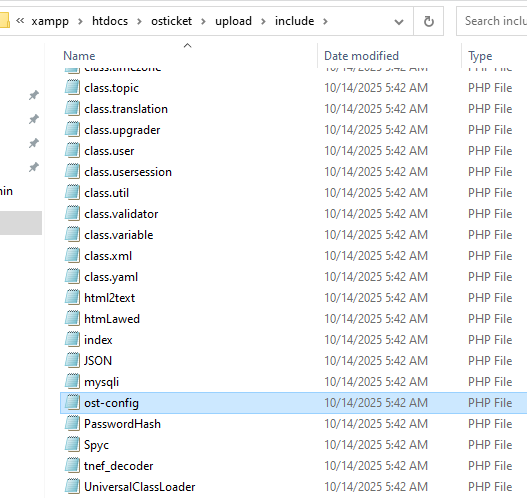 « xampp > htdocs > osticket > upload > include > Search inclu
Name Date modified Type
class.timezone 10/14/2025 5:42 AM PHP File
class.topic 10/14/2025 5:42 AM PHP File
class.translation 10/14/2025 5:42 AM PHP File
class.upgrader 10/14/2025 5:42 AM PHP File
class.user 10/14/2025 5:42 AM PHP File
class.usersession 10/14/2025 5:42 AM PHP File
nin class.util 10/14/2025 5:42 AM PHP File
class.validator 10/14/2025 5:42 AM PHP File
class.variable 10/14/2025 5:42 AM PHP File
class.xml 10/14/2025 5:42 AM PHP File
class.yaml 10/14/2025 5:42 AM PHP File
html2text 10/14/2025 5:42 AM PHP File
htmLawed 10/14/2025 5:42 AM PHP File
index 10/14/2025 5:42 AM PHP File
JSON 10/14/2025 5:42 AM PHP File
mysqli 10/14/2025 5:42 AM PHP File
ost-config 10/14/2025 5:42 AM PHP File
PasswordHash 10/14/2025 5:42 AM PHP File
Spyc 10/14/2025 5:42 AM PHP File
tnef_decoder 10/14/2025 5:42 AM PHP File
UniversalClassLoader 10/14/2025 5:42 AM PHP File